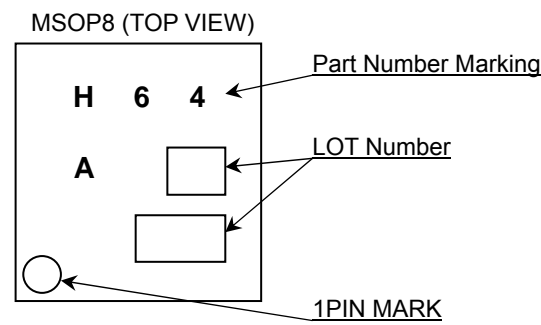 MSOP8 (TOP VIEW)
Part Number Marking
H 6 4
LOT Number
A
1PIN MARK